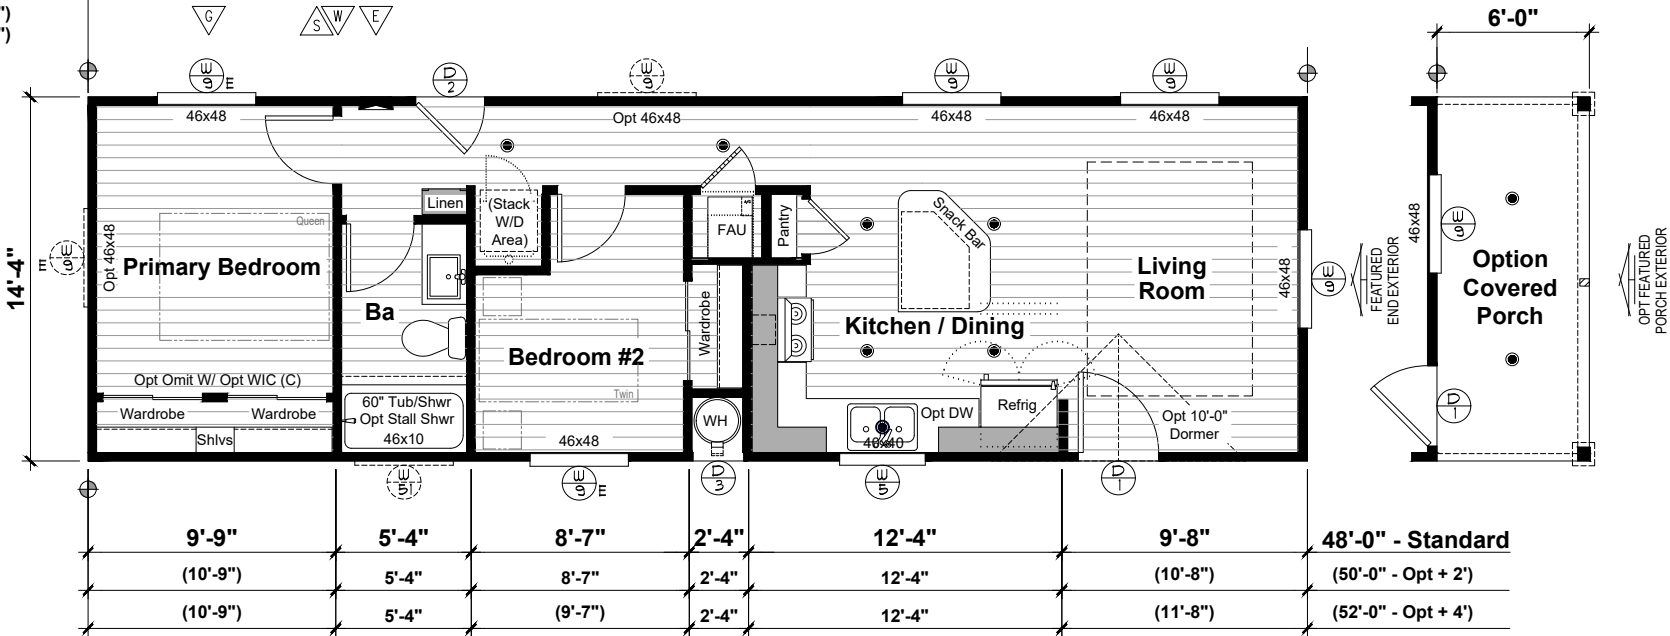 ")
")
G
S
W
E
6'-0"
W
9
E
D
2
W
9
W
9
W
9
46x48
Opt 46x48
46x48
46x48
14'-4"
E
W
9
Opt 46x48
Queen
Primary Bedroom
Linen
(Stack
W/D
Area)
FAU
Pantry
Snack Bar
Living
Room
46x48
W
9
FEATURED
END EXTERIOR
46x48
W
9
Option
Covered
Porch
OPT FEATURED
PORCH EXTERIOR
Ba
Bedroom #2
Wardrobe
Kitchen / Dining
Opt Omit W/ Opt WIC (C)
Twin
Wardrobe
Wardrobe
Shlvs
60" Tub/Shwr
Opt Stall Shwr
46x10
46x48
WH
Opt DW
Refrig
Opt 10'-0"
Dormer
D
1
W
51
W
9
E
D
3
W
5
D
1
9'-9"
5'-4"
8'-7"
2'-4"
12'-4"
9'-8"
48'-0" - Standard
(10'-9")
5'-4"
8'-7"
2'-4"
12'-4"
(10'-8")
(50'-0" - Opt + 2')
(10'-9")
5'-4"
(9'-7")
2'-4"
12'-4"
(11'-8")
(52'-0" - Opt + 4')